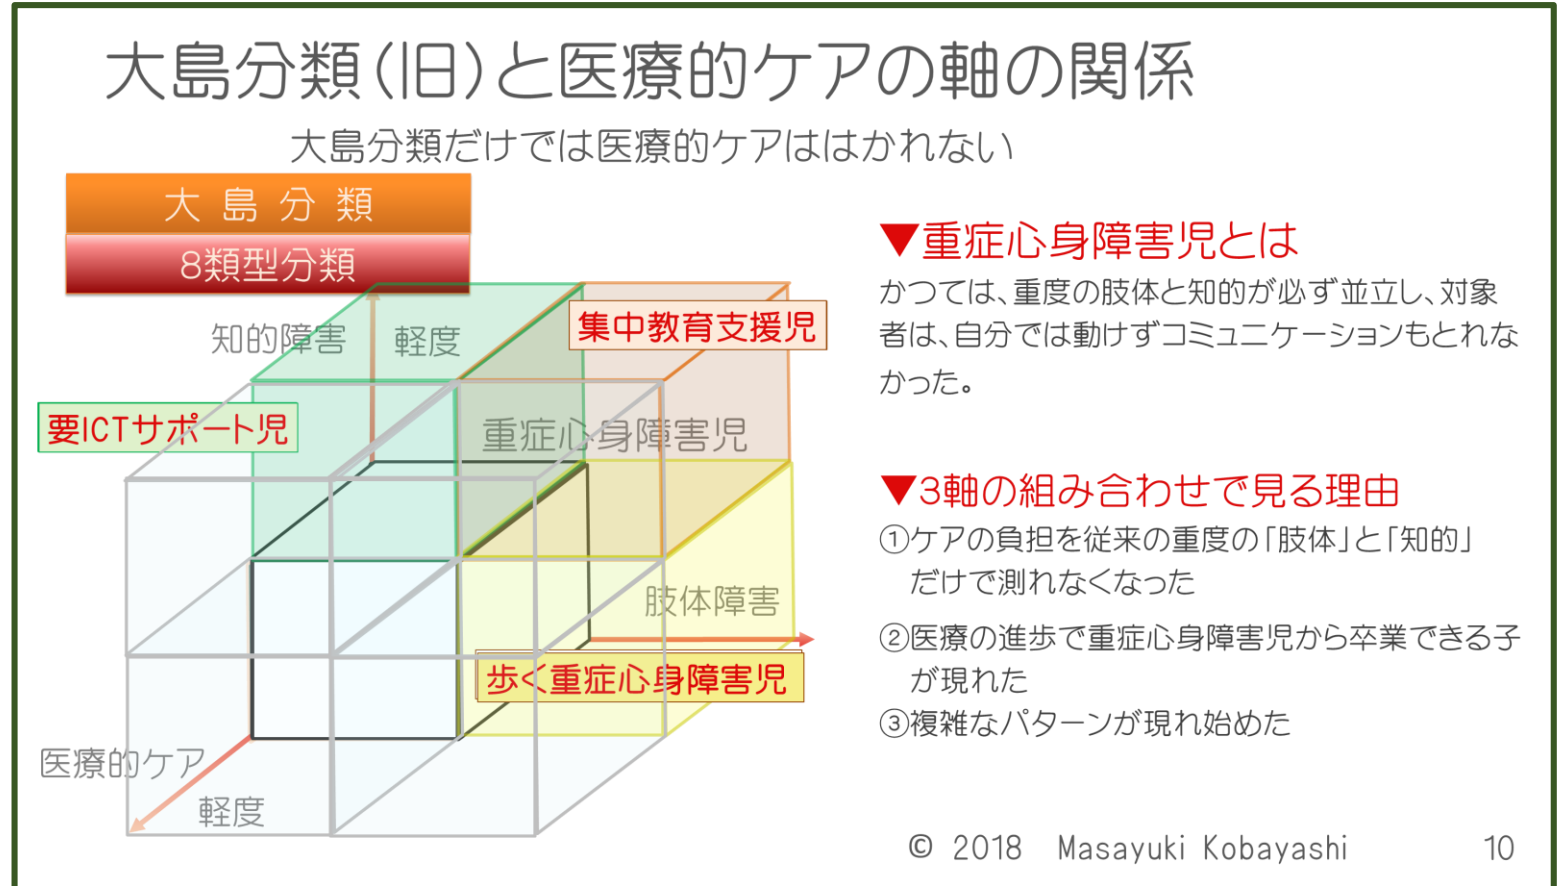 大島分類(旧)と医療的ケアの軸の関係
大島分類だけでは医療的ケアははかれない
大島分類
8類型分類
知的障害
軽度
集中教育支援児
要ICTサポート児
重症心身障害児
肢体障害
歩く重症心身障害児
医療的ケア
軽度
▼重症心身障害児とは
かつては、重度の肢体と知的が必ず並立し、対象
者は、自分では動けずコミュニケーションもとれな
かった。
▼3軸の組み合わせで見る理由
①ケアの負担を従来の重度の「肢体」と「知的」
だけで測れなくなった
②医療の進歩で重症心身障害児から卒業できる子
が現れた
③複雑なパターンが現れ始めた
© 2018 Masayuki Kobayashi
10